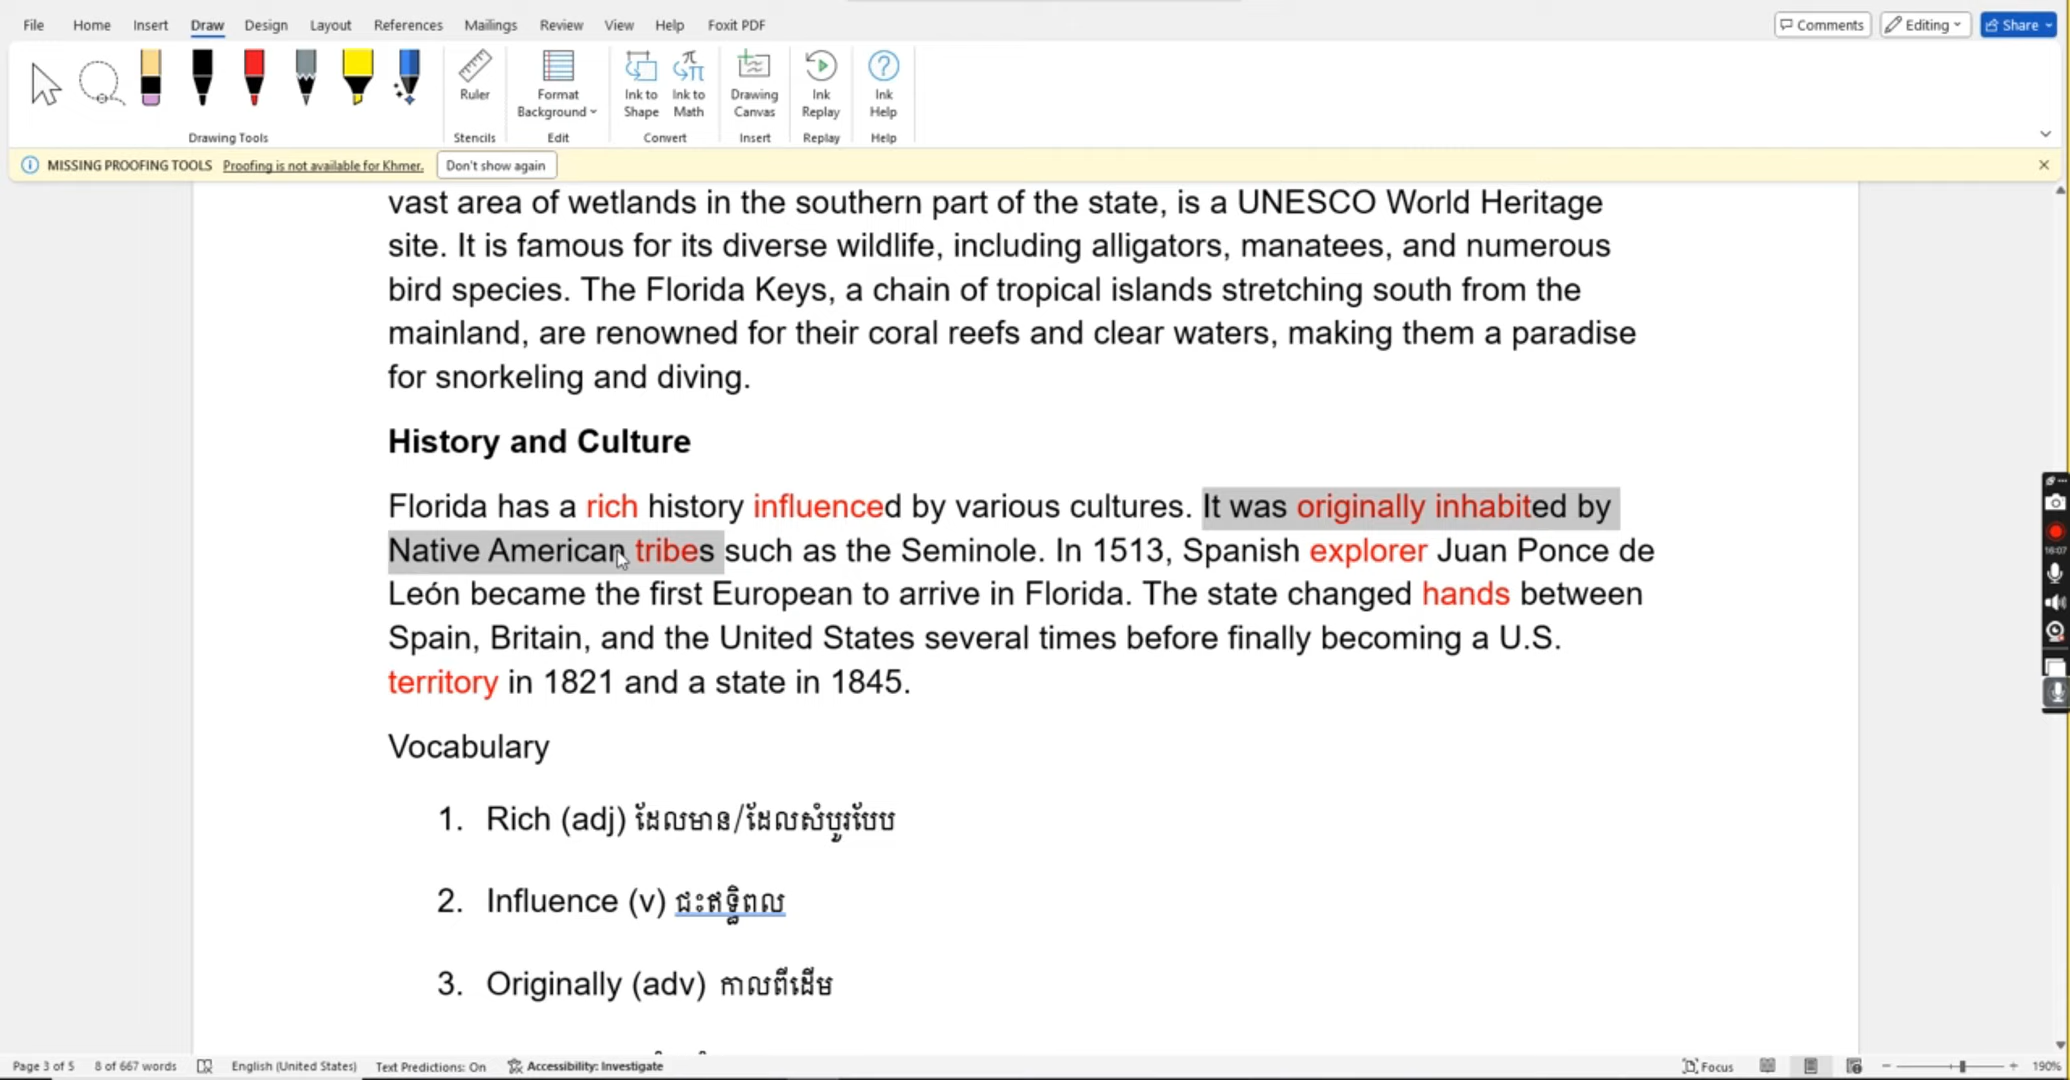 File Home Insert Draw Design Layout References Mailings Review View Help Foxit PDF Comments Editing Share
Ruler Format Background Ink to Shape Ink to Math Drawing Canvas Ink Replay Ink Help
Drawing Tools Stencils Edit Convert Insert Replay Help
MISSING PROOFING TOOLS Proofing is not available for Khmer. Don't show again
vast area of wetlands in the southern part of the state, is a UNESCO World Heritage
site. It is famous for its diverse wildlife, including alligators, manatees, and numerous
bird species. The Florida Keys, a chain of tropical islands stretching south from the
mainland, are renowned for their coral reefs and clear waters, making them a paradise
for snorkeling and diving.
History and Culture
Florida has a rich history influenced by various cultures. It was originally inhabited by
Native American tribes such as the Seminole. In 1513, Spanish explorer Juan Ponce de
León became the first European to arrive in Florida. The state changed hands between
Spain, Britain, and the United States several times before finally becoming a U.S.
territory in 1821 and a state in 1845.
Vocabulary
1. Rich (adj) ដែលមាន/ដែលសំបូរបែប
2. Influence (v) ជះឥទ្ធិពល
3. Originally (adv) កាលពីដើម
Page 3 of 5 8 of 667 words English (United States) Text Predictions: On Accessibility: Investigate Focus 190%
16:07